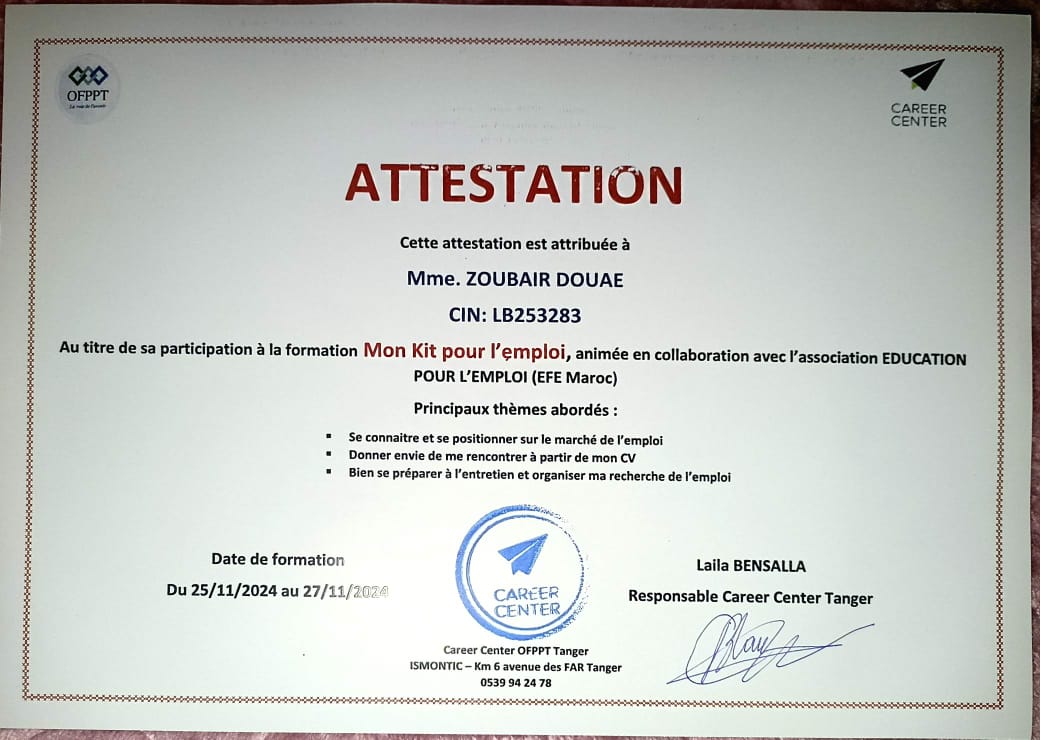 OFPPT
La voie de l'avenir
CAREER
CENTER
ATTESTATION
Cette attestation est attribuée à
Mme. ZOUBAIR DOUAE
CIN: LB253283
Au titre de sa participation à la formation Mon Kit pour l'emploi, animée en collaboration avec l'association EDUCATION
POUR L'EMPLOI (EFE Maroc)
Principaux thèmes abordés :
▪ Se connaitre et se positionner sur le marché de l'emploi
▪ Donner envie de me rencontrer à partir de mon CV
▪ Bien se préparer à l'entretien et organiser ma recherche de l'emploi
Date de formation
Du 25/11/2024 au 27/11/2024
CAREER
CENTER
Career Center OFPPT Tanger
ISMONTIC – Km 6 avenue des FAR Tanger
0539 94 24 78
Laila BENSALLA
Responsable Career Center Tanger